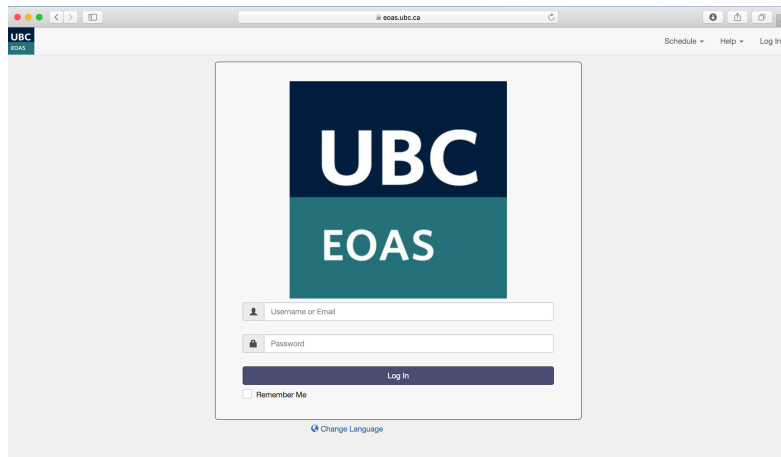 eoas.ubc.ca
UBC
EOAS
Schedule Help Log In
UBC
EOAS
Username or Email
Password
Log In
Remember Me
Change Language